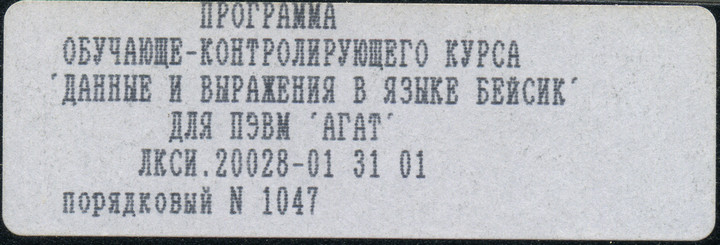 ПРОГРАММА
ОБУЧАЮЩЕ-КОНТРОЛИРУЮЩЕГО КУРСА
'ДАННЫЕ И ВЫРАЖЕНИЯ В ЯЗЫКЕ БЕЙСИК'
ДЛЯ ПЭВМ 'АГАТ'
ЛКСИ.20028-01 31 01
порядковый N 1047